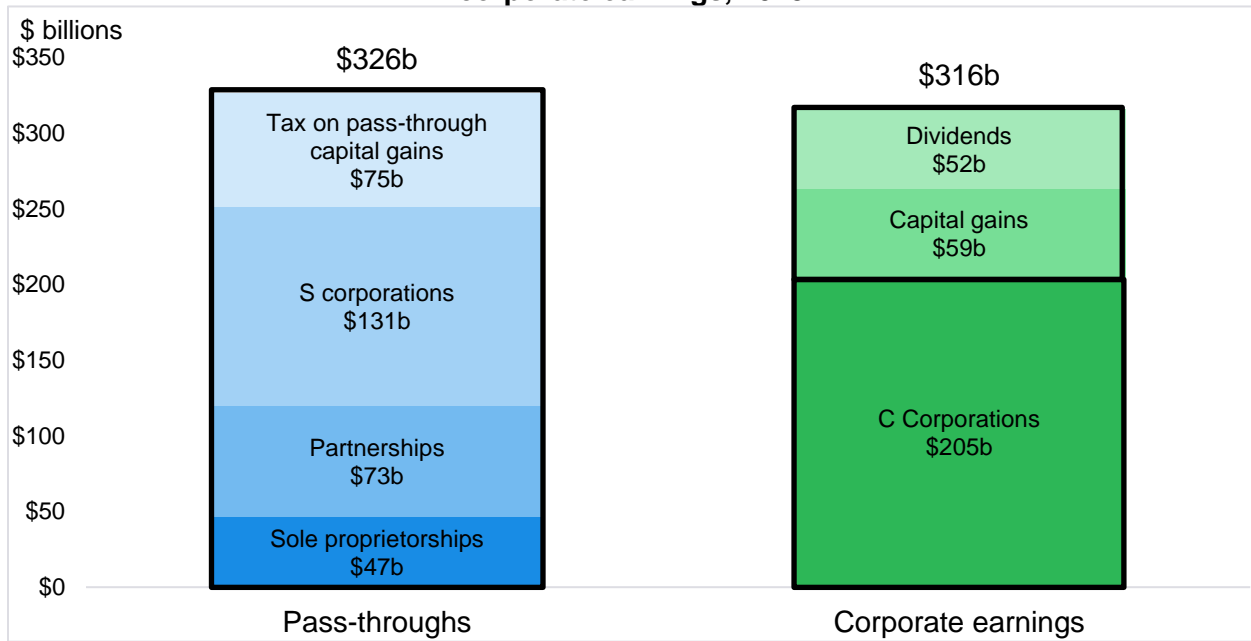 $ billions
$350
$300
$250
$200
$150
$100
$50
$0
$326b
Tax on pass-through
capital gains
$75b
S corporations
$131b
Partnerships
$73b
Sole proprietorships
$47b
Pass-throughs
$316b
Dividends
$52b
Capital gains
$59b
C Corporations
$205b
Corporate earnings